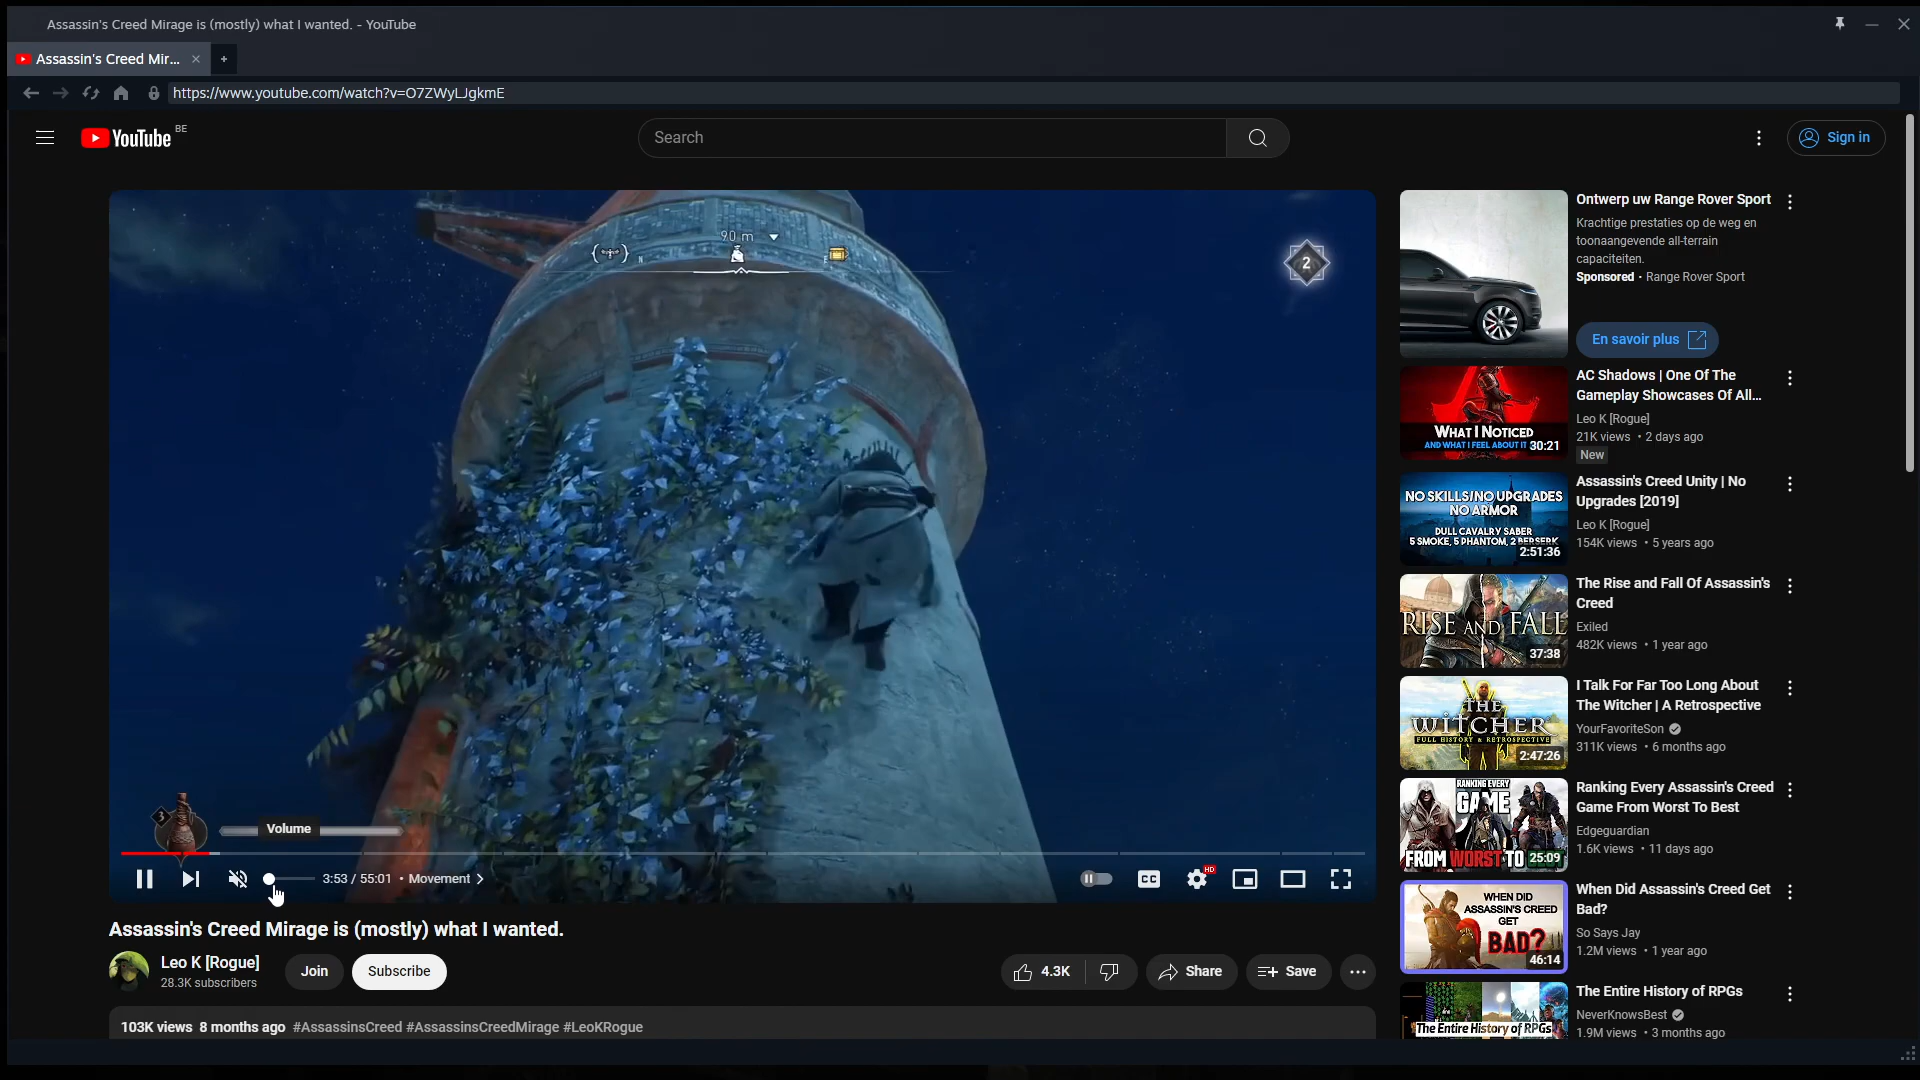 Assassin's Creed Mirage is (mostly) what I wanted. - YouTube
Assassin's Creed Mir...
https://www.youtube.com/watch?v=O7ZWyLJgkmE
YouTube BE
Search
Sign in
90 m
N
E
2
3
Volume
3:53 / 55:01 • Movement
CC
HD
Assassin's Creed Mirage is (mostly) what I wanted.
Leo K [Rogue]
28.3K subscribers
Join
Subscribe
4.3K
Share
Save
103K views 8 months ago #AssassinsCreed #AssassinsCreedMirage #LeoKRogue
Ontwerp uw Range Rover Sport
Krachtige prestaties op de weg en
toonaangevende all-terrain
capaciteiten.
Sponsored • Range Rover Sport
En savoir plus
WHAT I NOTICED
AND WHAT I FEEL ABOUT IT
30:21
AC Shadows | One Of The
Gameplay Showcases Of All...
Leo K [Rogue]
21K views • 2 days ago
New
NO SKILLS/NO UPGRADES
NO ARMOR
DULL CAVALRY SABER
5 SMOKE, 5 PHANTOM, 2 BERSERK
2:51:36
Assassin's Creed Unity | No
Upgrades [2019]
Leo K [Rogue]
154K views • 5 years ago
RISE AND FALL
37:38
The Rise and Fall Of Assassin's
Creed
Exiled
482K views • 1 year ago
THE
WITCHER
FULL HISTORY & RETROSPECTIVE
2:47:26
I Talk For Far Too Long About
The Witcher | A Retrospective
YourFavoriteSon
311K views • 6 months ago
RANKING EVERY
GAME
FROM WORST TO
25:09
Ranking Every Assassin's Creed
Game From Worst To Best
Edgeguardian
1.6K views • 11 days ago
WHEN DID
ASSASSIN'S CREED
GET
BAD?
46:14
When Did Assassin's Creed Get
Bad?
So Says Jay
1.2M views • 1 year ago
The Entire History of RPGs
The Entire History of RPGs
NeverKnowsBest
1.9M views • 3 months ago